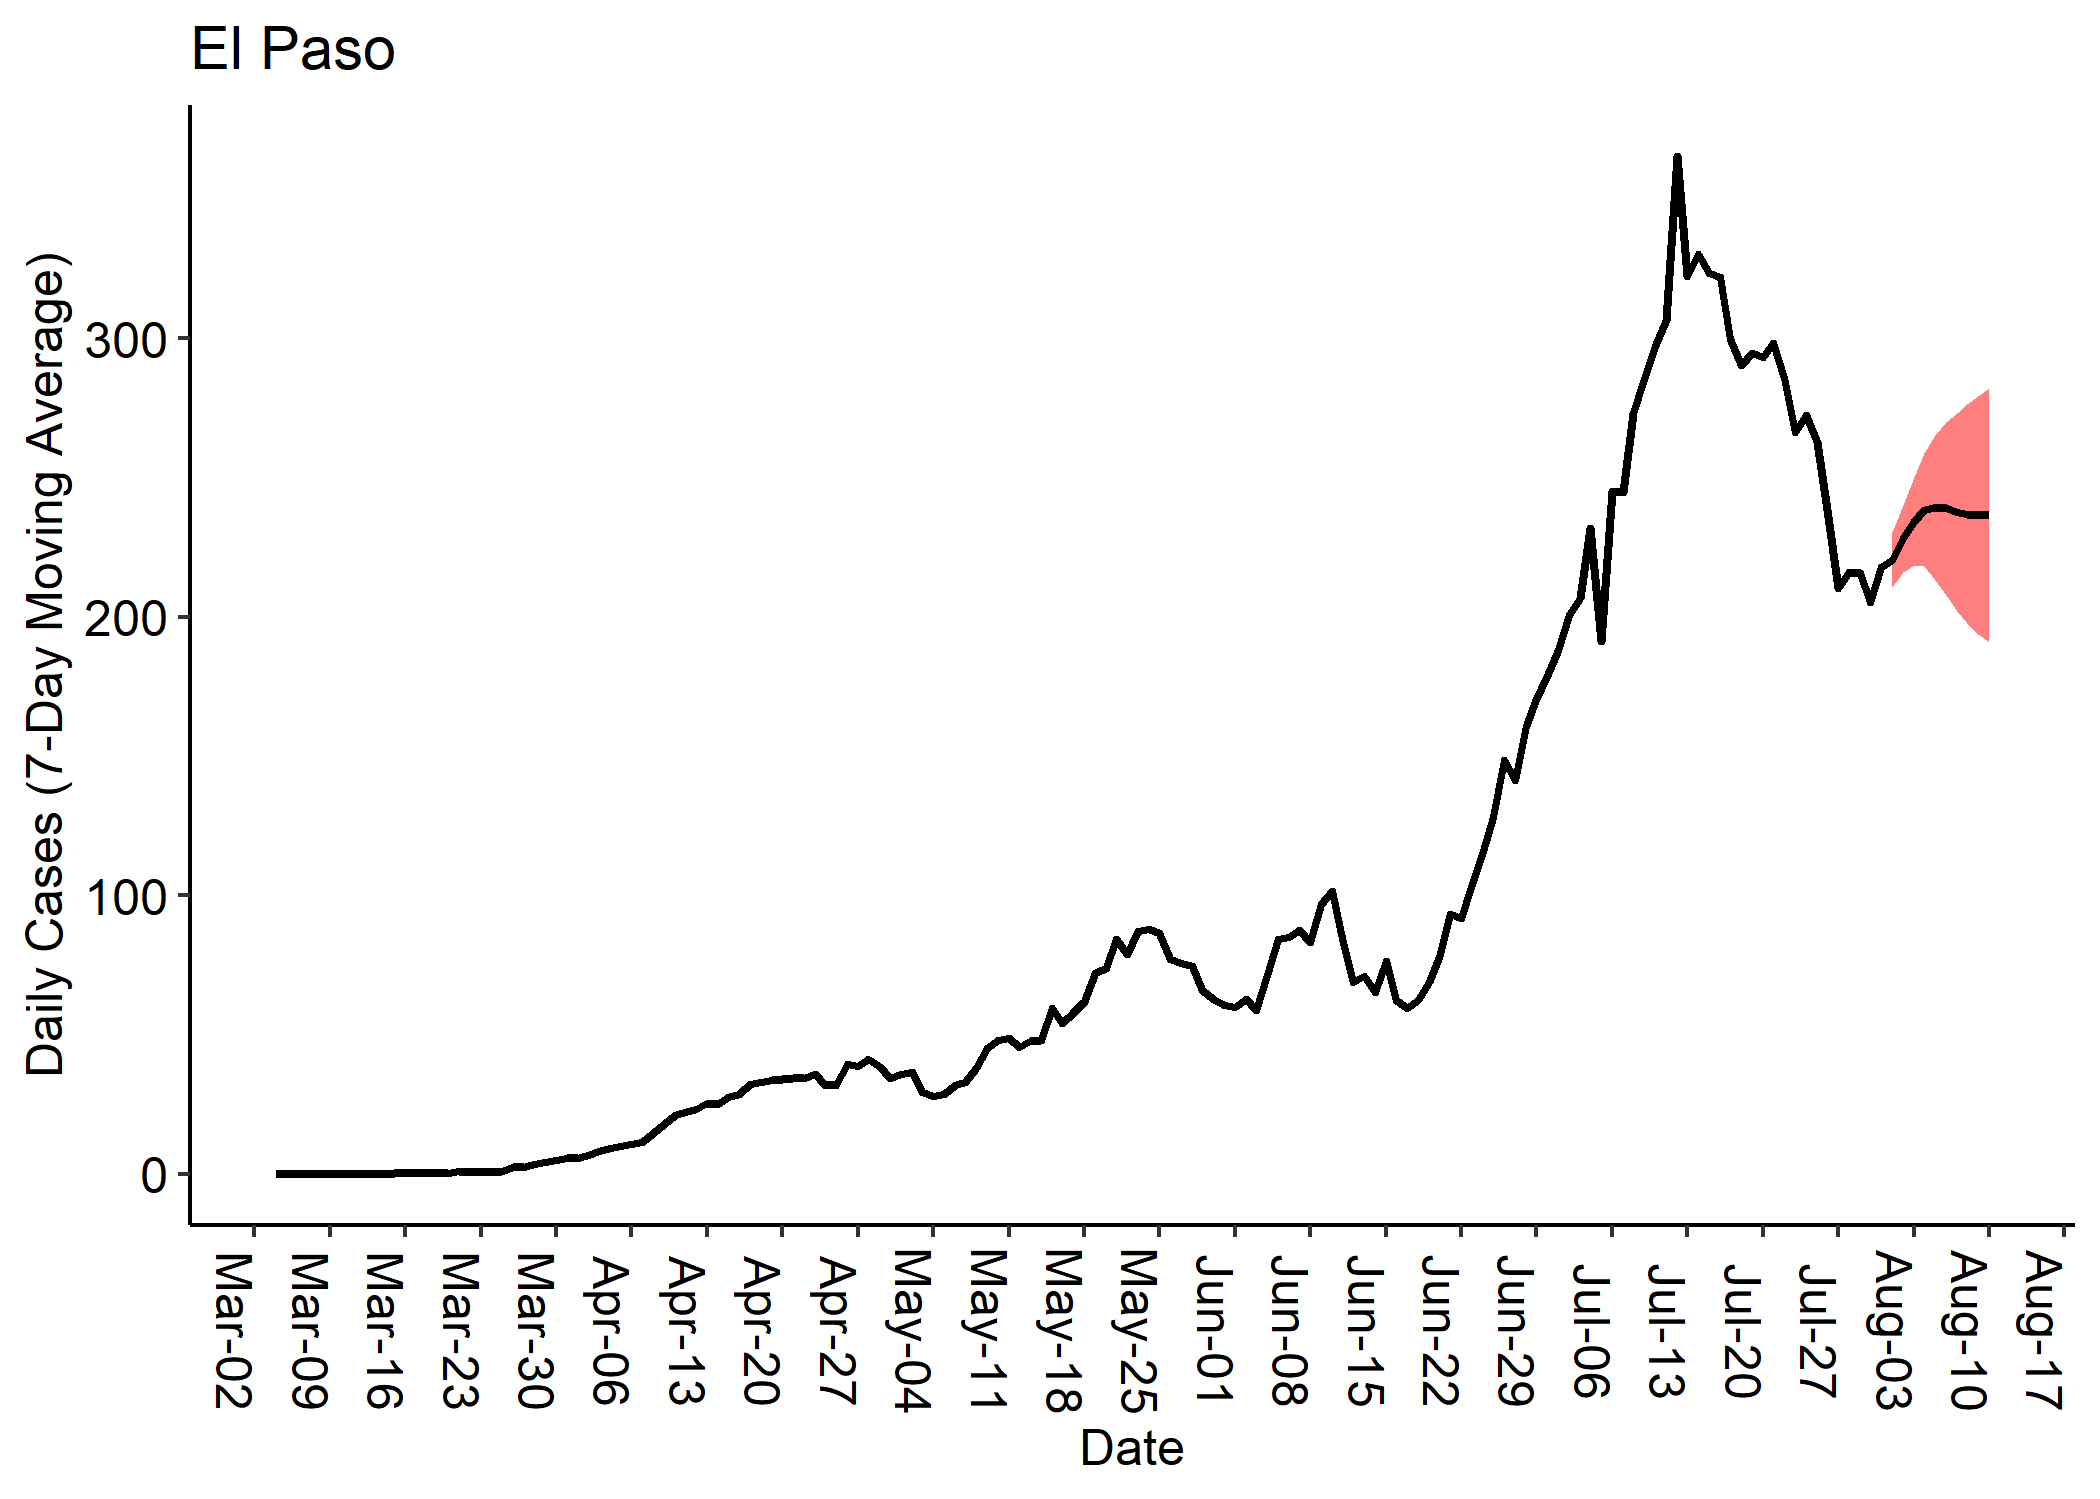 El Paso
Daily Cases (7-Day Moving Average)
300
200
100
0
Mar-02
Mar-09
Mar-16
Mar-23
Mar-30
Apr-06
Apr-13
Apr-20
Apr-27
May-04
May-11
May-18
May-25
Jun-01
Jun-08
Jun-15
Jun-22
Jun-29
Jul-06
Jul-13
Jul-20
Jul-27
Aug-03
Aug-10
Aug-17
Date